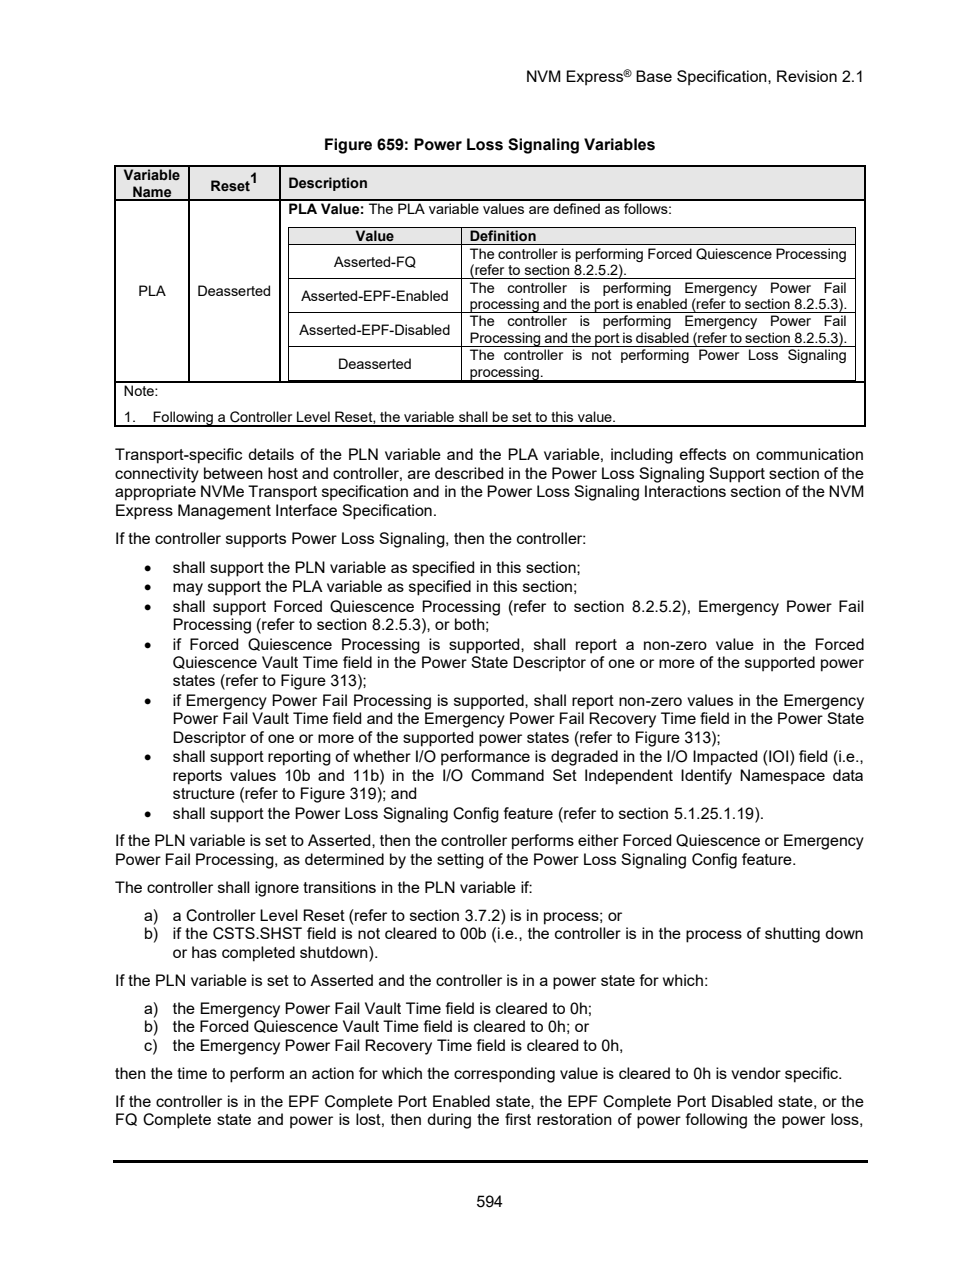 NVM Express® Base Specification, Revision 2.1
Figure 659: Power Loss Signaling Variables
Variable Name
Reset1
Description
PLA
Deasserted
PLA Value: The PLA variable values are defined as follows:
Value
Definition
Asserted-FQ
The controller is performing Forced Quiescence Processing
(refer to section 8.2.5.2).
Asserted-EPF-Enabled
The controller is performing Emergency Power Fail
processing and the port is enabled (refer to section 8.2.5.3).
Asserted-EPF-Disabled
The controller is performing Emergency Power Fail
Processing and the port is disabled (refer to section 8.2.5.3).
Deasserted
The controller is not performing Power Loss Signaling
processing.
Note:
1. Following a Controller Level Reset, the variable shall be set to this value.
Transport-specific details of the PLN variable and the PLA variable, including effects on communication
connectivity between host and controller, are described in the Power Loss Signaling Support section of the
appropriate NVMe Transport specification and in the Power Loss Signaling Interactions section of the NVM
Express Management Interface Specification.
If the controller supports Power Loss Signaling, then the controller:
• shall support the PLN variable as specified in this section;
• may support the PLA variable as specified in this section;
• shall support Forced Quiescence Processing (refer to section 8.2.5.2), Emergency Power Fail
Processing (refer to section 8.2.5.3), or both;
• if Forced Quiescence Processing is supported, shall report a non-zero value in the Forced
Quiescence Vault Time field in the Power State Descriptor of one or more of the supported power
states (refer to Figure 313);
• if Emergency Power Fail Processing is supported, shall report non-zero values in the Emergency
Power Fail Vault Time field and the Emergency Power Fail Recovery Time field in the Power State
Descriptor of one or more of the supported power states (refer to Figure 313);
• shall support reporting of whether I/O performance is degraded in the I/O Impacted (IOI) field (i.e.,
reports values 10b and 11b) in the I/O Command Set Independent Identify Namespace data
structure (refer to Figure 319); and
• shall support the Power Loss Signaling Config feature (refer to section 5.1.25.1.19).
If the PLN variable is set to Asserted, then the controller performs either Forced Quiescence or Emergency
Power Fail Processing, as determined by the setting of the Power Loss Signaling Config feature.
The controller shall ignore transitions in the PLN variable if:
a) a Controller Level Reset (refer to section 3.7.2) is in process; or
b) if the CSTS.SHST field is not cleared to 00b (i.e., the controller is in the process of shutting down
or has completed shutdown).
If the PLN variable is set to Asserted and the controller is in a power state for which:
a) the Emergency Power Fail Vault Time field is cleared to 0h;
b) the Forced Quiescence Vault Time field is cleared to 0h; or
c) the Emergency Power Fail Recovery Time field is cleared to 0h,
then the time to perform an action for which the corresponding value is cleared to 0h is vendor specific.
If the controller is in the EPF Complete Port Enabled state, the EPF Complete Port Disabled state, or the
FQ Complete state and power is lost, then during the first restoration of power following the power loss,
594